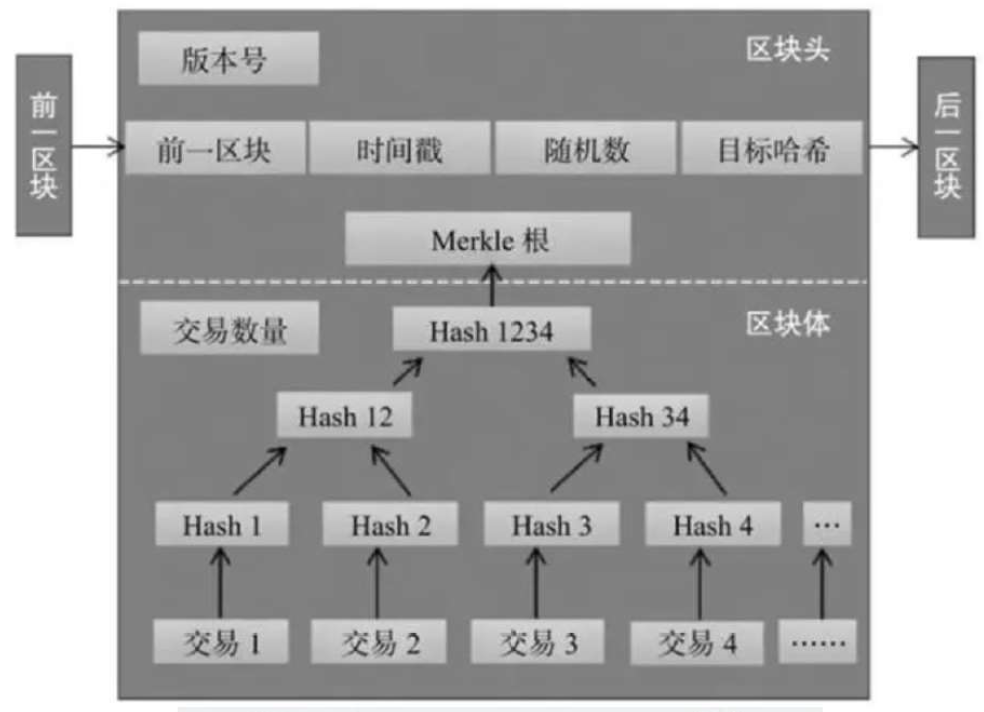 版本号
区块头
前一区块
前一区块
时间戳
随机数
目标哈希
后一区块
Merkle 根
交易数量
Hash 1234
区块体
Hash 12
Hash 34
Hash 1
Hash 2
Hash 3
Hash 4
…
交易 1
交易 2
交易 3
交易 4
……